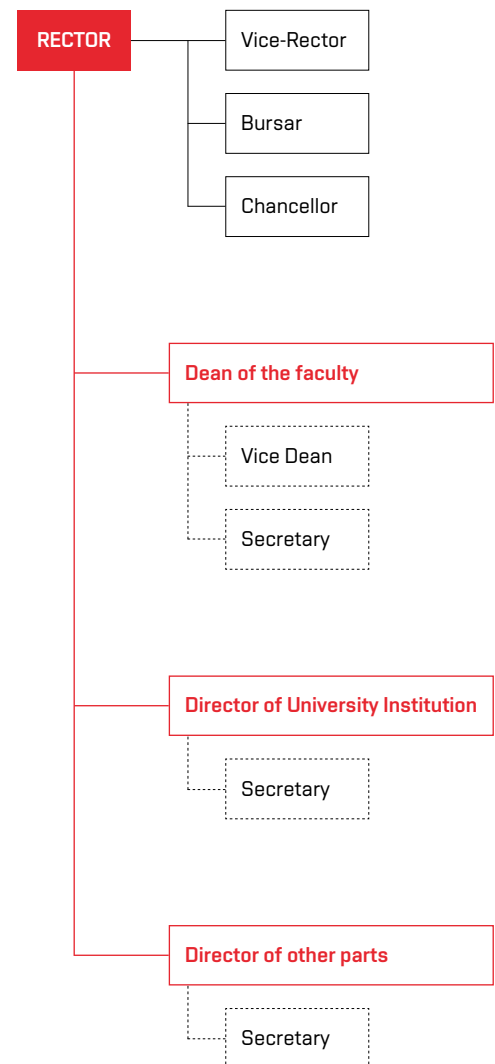 RECTOR
Vice-Rector
Bursar
Chancellor
Dean of the faculty
Vice Dean
Secretary
Director of University Institution
Secretary
Director of other parts
Secretary